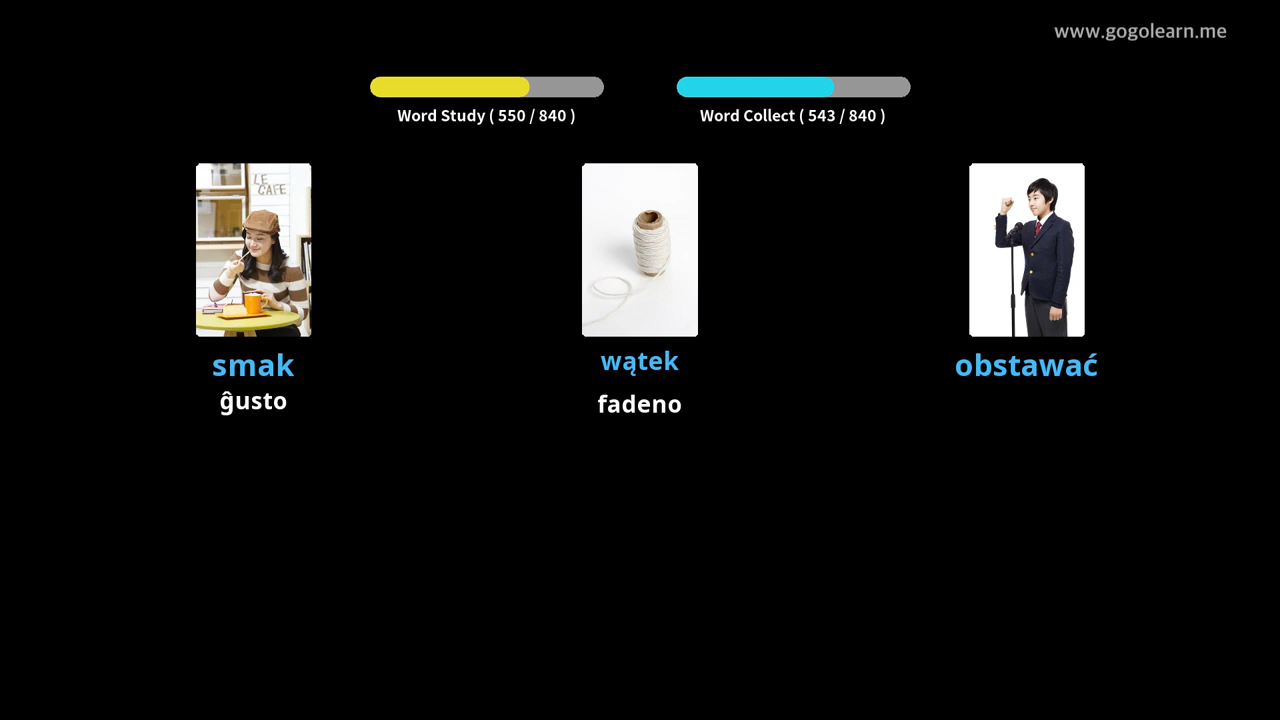 www.gogolearn.me
Word Study ( 550 / 840 )
Word Collect ( 543 / 840 )
LE
CAFE
smak
wątek
obstawać
ĝusto
fadeno